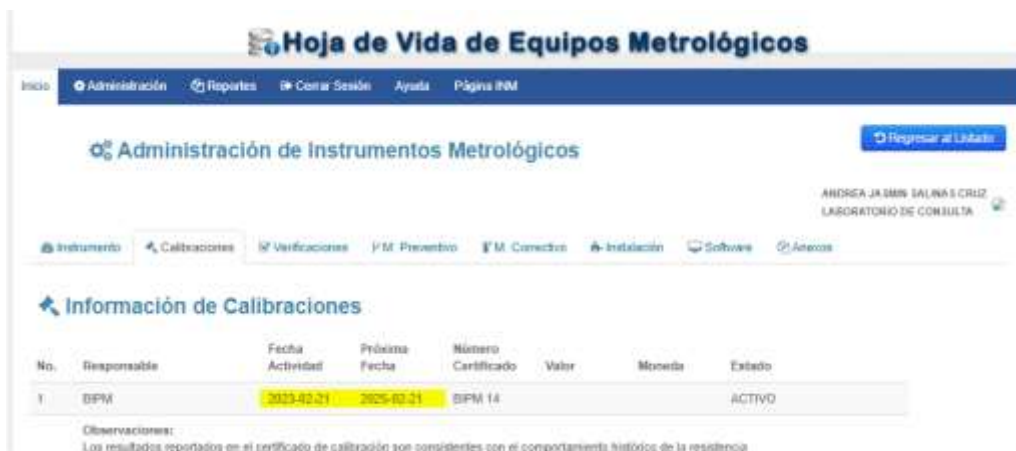 Hoja de Vida de Equipos Metrológicos
Inicio Administración Reportes Cerrar Sesión Ayuda Página INM
Administración de Instrumentos Metrológicos
Regresar al Listado
ANDREA JASMIN SALINAS CRUZ
LABORATORIO DE CONSULTA
Instrumento Calibraciones Verificaciones M. Preventivo M. Correctivo Instalación Software Anexos
Información de Calibraciones
No. Responsable Fecha Actividad Próxima Fecha Número Certificado Valor Moneda Estado
1 BIPM 2023-02-21 2025-02-21 BIPM 14 ACTIVO
Observaciones:
Los resultados reportados en el certificado de calibración son consistentes con el comportamiento histórico de la resistencia